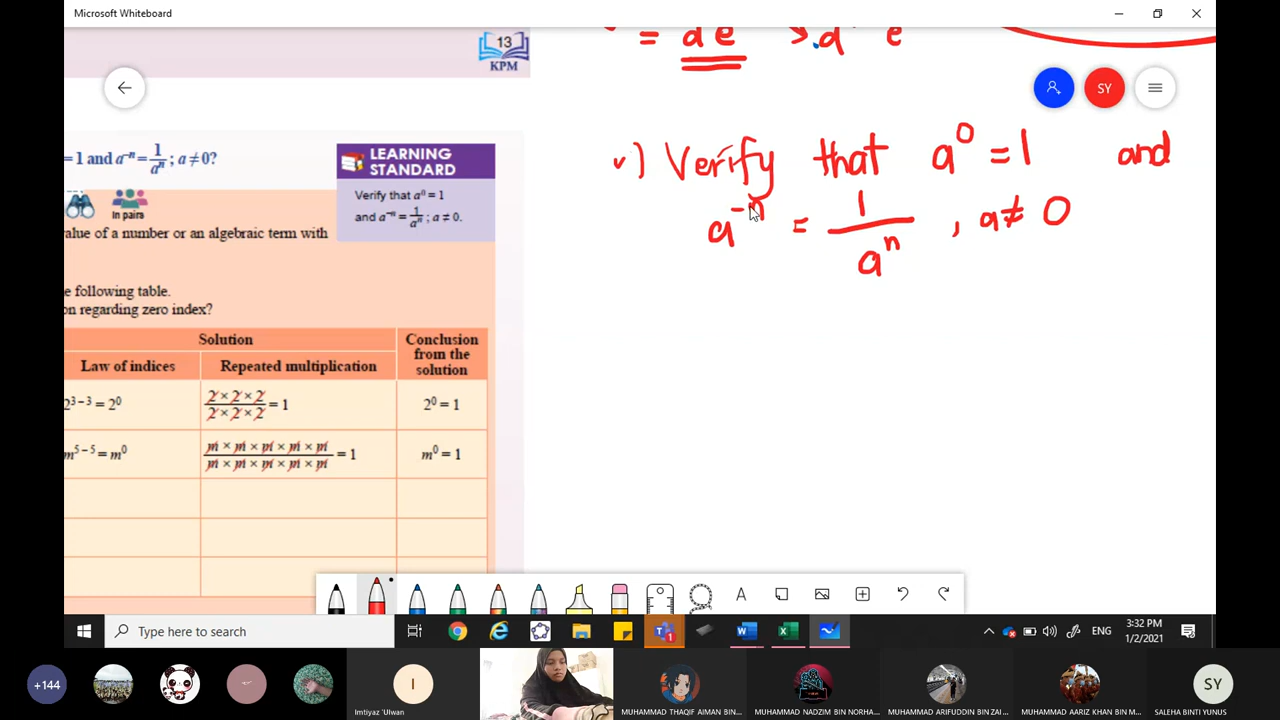 Microsoft Whiteboard
13
KPM
= de
SY
= 1 and a⁻ⁿ = 1/aⁿ ; a ≠ 0?
LEARNING
STANDARD
Verify that a⁰ = 1
and a⁻ⁿ = 1/aⁿ ; a ≠ 0.
In pairs
value of a number or an algebraic term with
e following table.
on regarding zero index?
Solution
Conclusion
from the
solution
Law of indices
Repeated multiplication
2³⁻³ = 2⁰
2 × 2 × 2 / 2 × 2 × 2 = 1
2⁰ = 1
m⁵⁻⁵ = m⁰
m × m × m × m × m / m × m × m × m × m = 1
m⁰ = 1
v) Verify that a⁰ = 1 and
a⁻ⁿ = 1/aⁿ , a ≠ 0
A
Type here to search
ENG
3:32 PM
1/2/2021
+144
I
Imtiyaz 'Ulwan
MUHAMMAD THAQIF AIMAN BIN...
MUHAMMAD NADZIM BIN NORHA...
MUHAMMAD ARIFUDDIN BIN ZAI...
MUHAMMAD AARIZ KHAN BIN M...
SY
SALEHA BINTI YUNUS